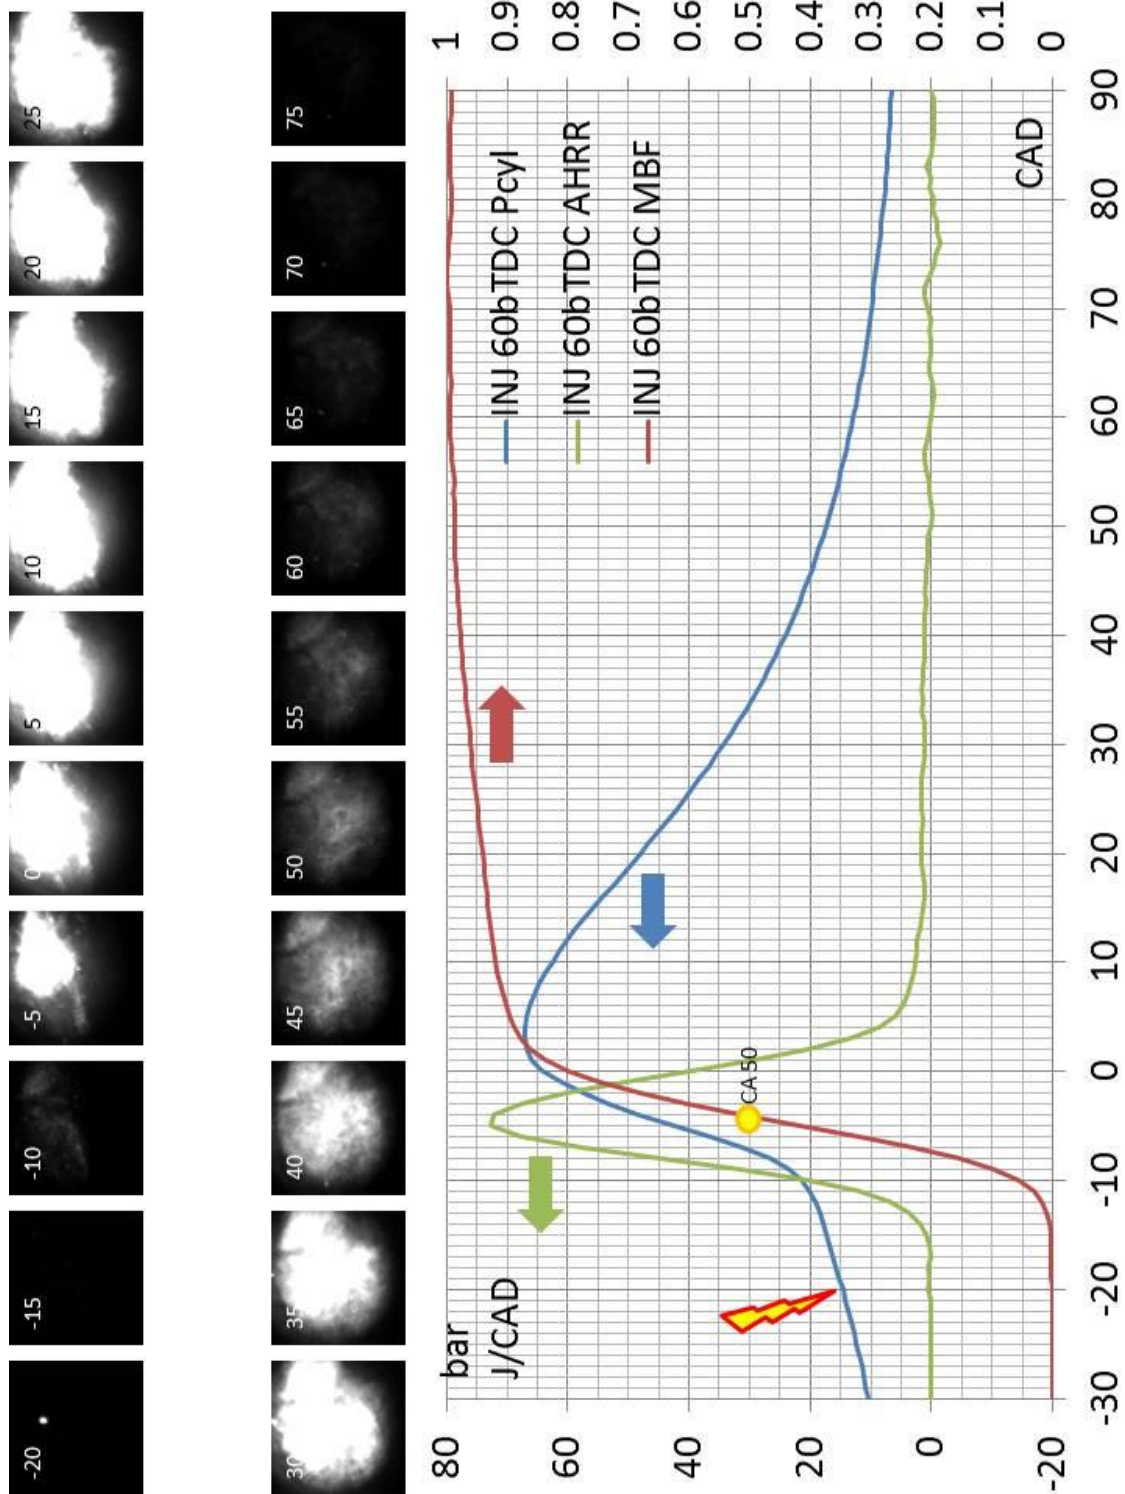 -20 -15 -10 -5 0 5 10 15 20 25
30 35 40 45 50 55 60 65 70 75
80
60
40
20
0
-20
bar
J/CAD
INJ 60bTDC Pcyl
INJ 60bTDC AHRR
INJ 60bTDC MBF
CA 50
CAD
1
0.9
0.8
0.7
0.6
0.5
0.4
0.3
0.2
0.1
0
-30 -20 -10 0 10 20 30 40 50 60 70 80 90